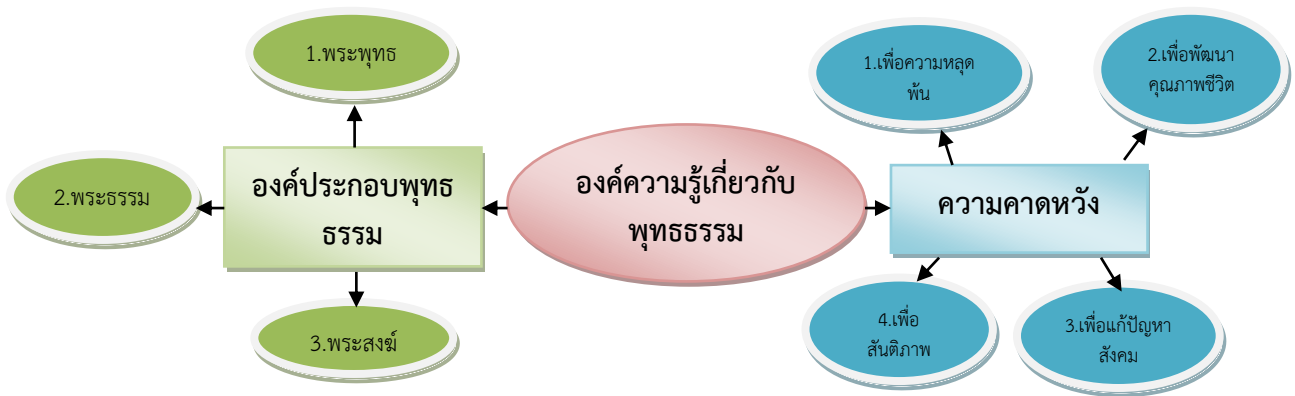 1.พระพุทธ
2.พระธรรม
องค์ประกอบพุทธ
ธรรม
3.พระสงฆ์
องค์ความรู้เกี่ยวกับ
พุทธธรรม
1.เพื่อความหลุด
พ้น
2.เพื่อพัฒนา
คุณภาพชีวิต
ความคาดหวัง
4.เพื่อ
สันติภาพ
3.เพื่อแก้ปัญหา
สังคม